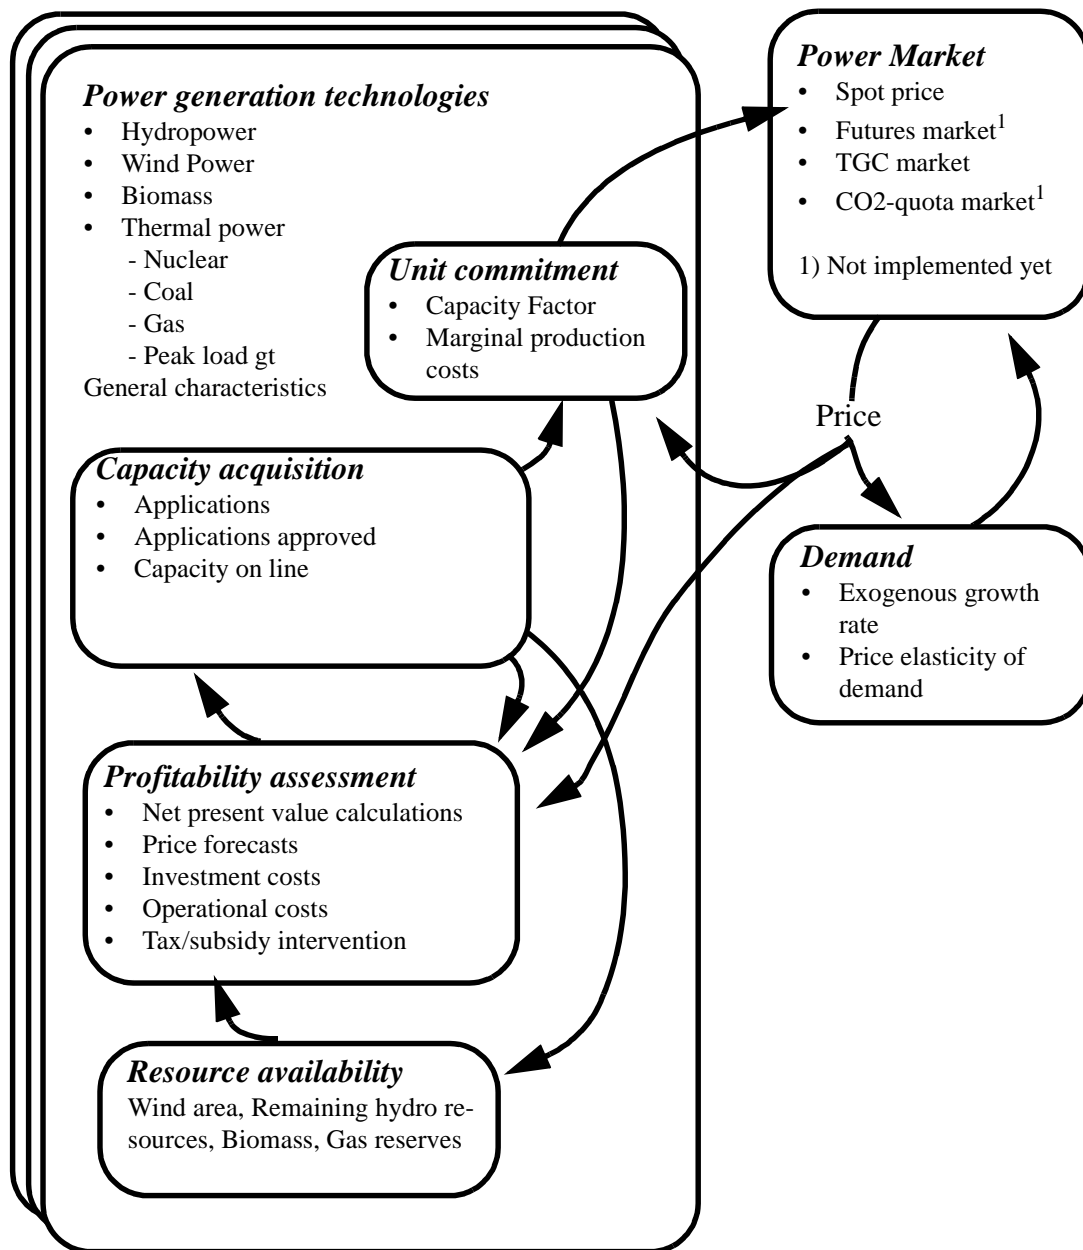 Power generation technologies
• Hydropower
• Wind Power
• Biomass
• Thermal power
- Nuclear
- Coal
- Gas
- Peak load gt
General characteristics
Power Market
• Spot price
• Futures market1
• TGC market
• CO2-quota market1
1) Not implemented yet
Unit commitment
• Capacity Factor
• Marginal production
costs
Price
Capacity acquisition
• Applications
• Applications approved
• Capacity on line
Demand
• Exogenous growth
rate
• Price elasticity of
demand
Profitability assessment
• Net present value calculations
• Price forecasts
• Investment costs
• Operational costs
• Tax/subsidy intervention
Resource availability
Wind area, Remaining hydro re-
sources, Biomass, Gas reserves